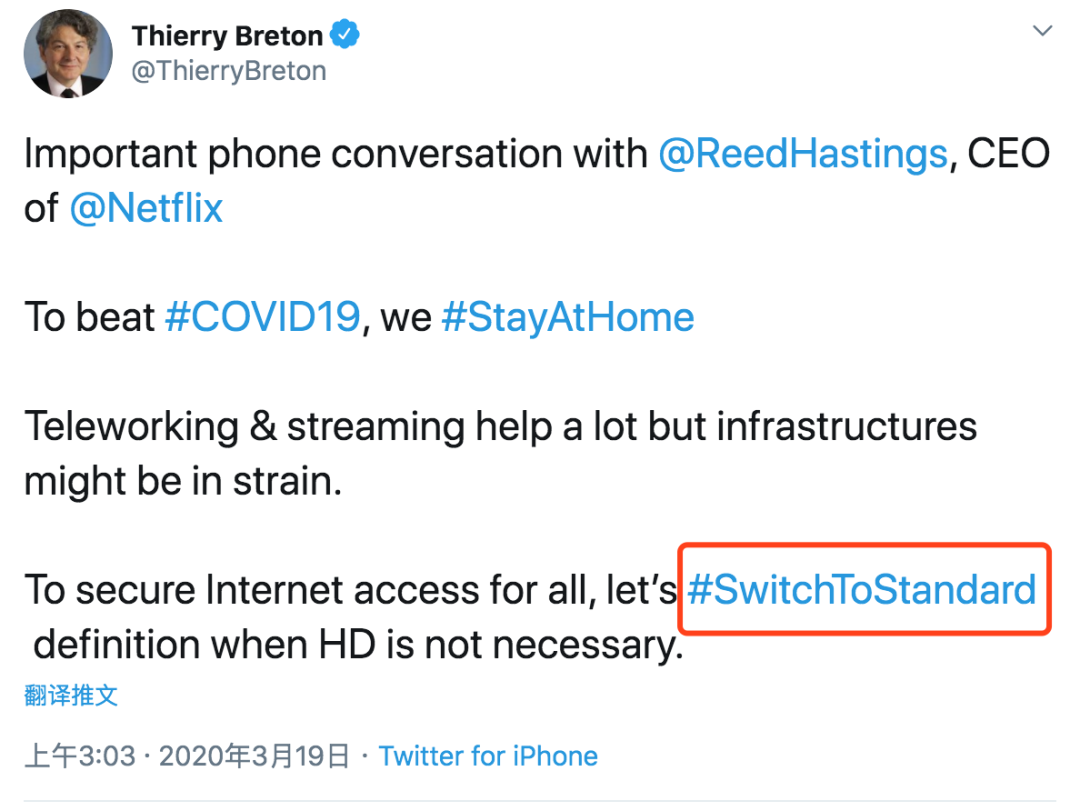 Thierry Breton
@ThierryBreton
Important phone conversation with @ReedHastings, CEO
of @Netflix
To beat #COVID19, we #StayAtHome
Teleworking & streaming help a lot but infrastructures
might be in strain.
To secure Internet access for all, let’s #SwitchToStandard
definition when HD is not necessary.
翻译推文
上午3:03 · 2020年3月19日 · Twitter for iPhone